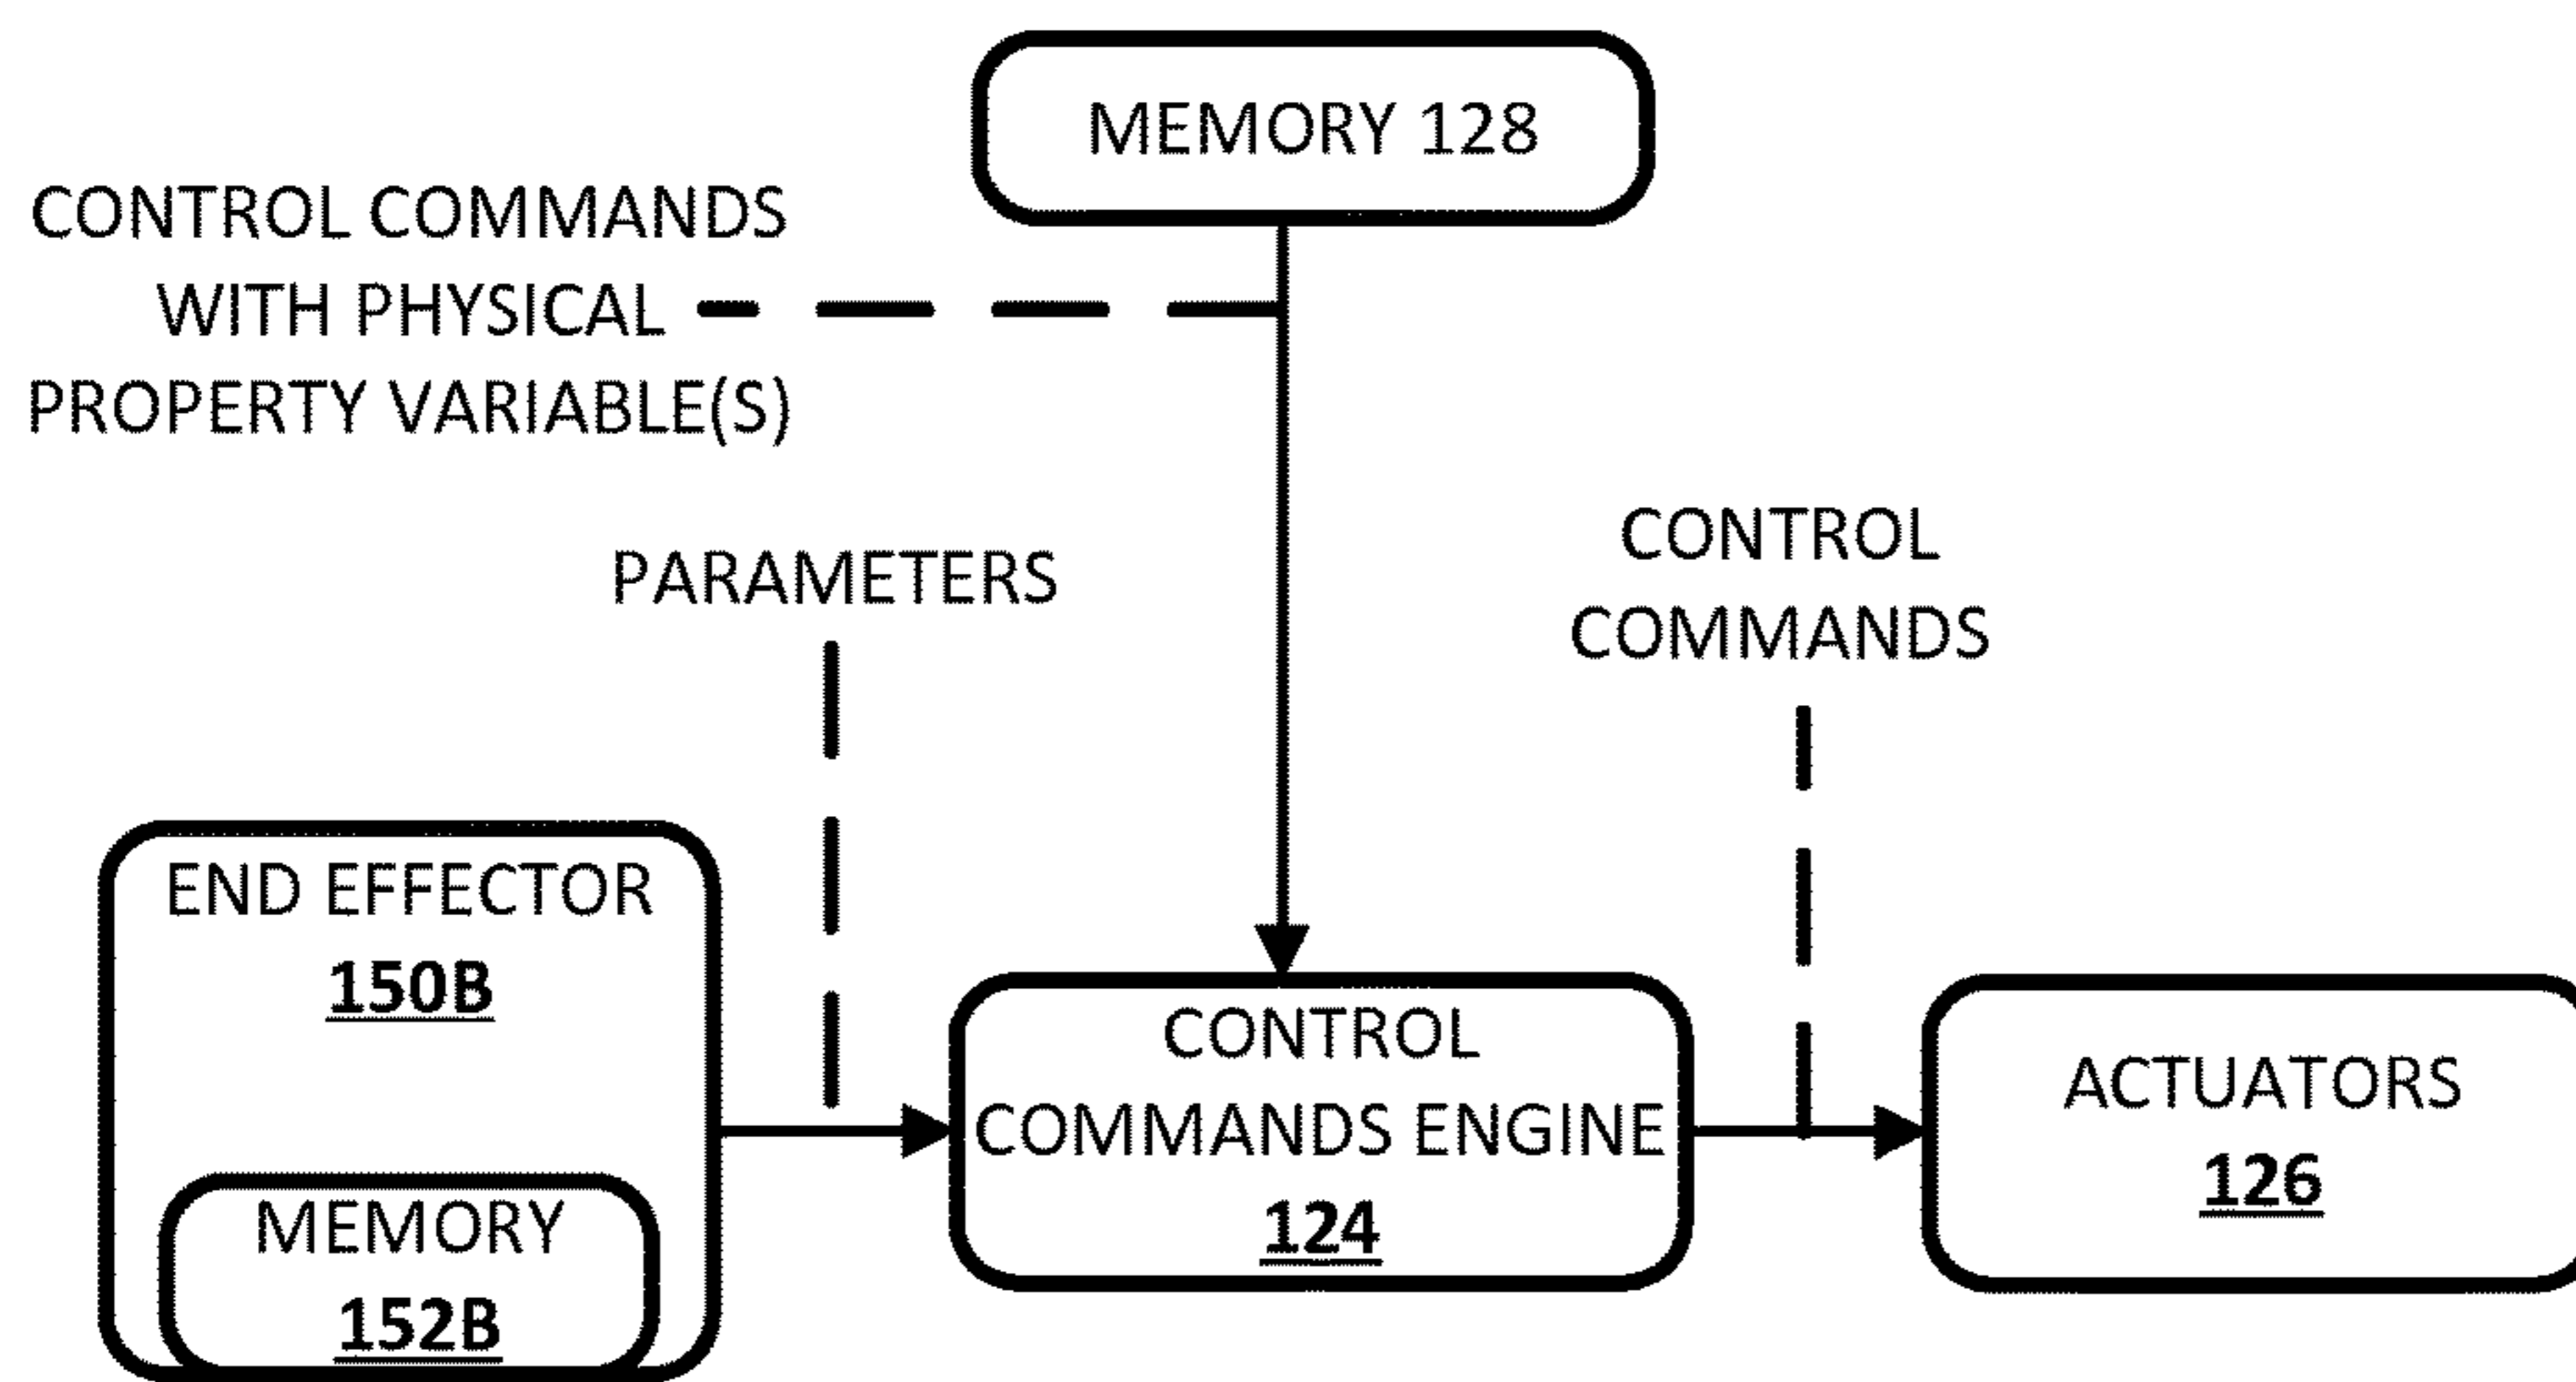 MEMORY 128
CONTROL COMMANDS
WITH PHYSICAL
PROPERTY VARIABLE(S)
PARAMETERS
CONTROL
COMMANDS
END EFFECTOR
150B
MEMORY
152B
CONTROL
COMMANDS ENGINE
124
ACTUATORS
126